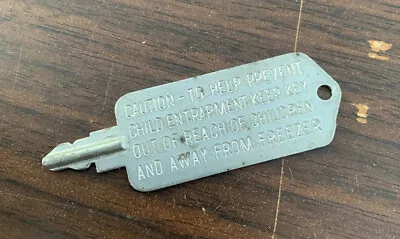 CAUTION - TO HELP PREVENT
CHILD ENTRAPMENT KEEP KEY
OUT OF REACH OF CHILDREN
AND AWAY FROM FREEZER